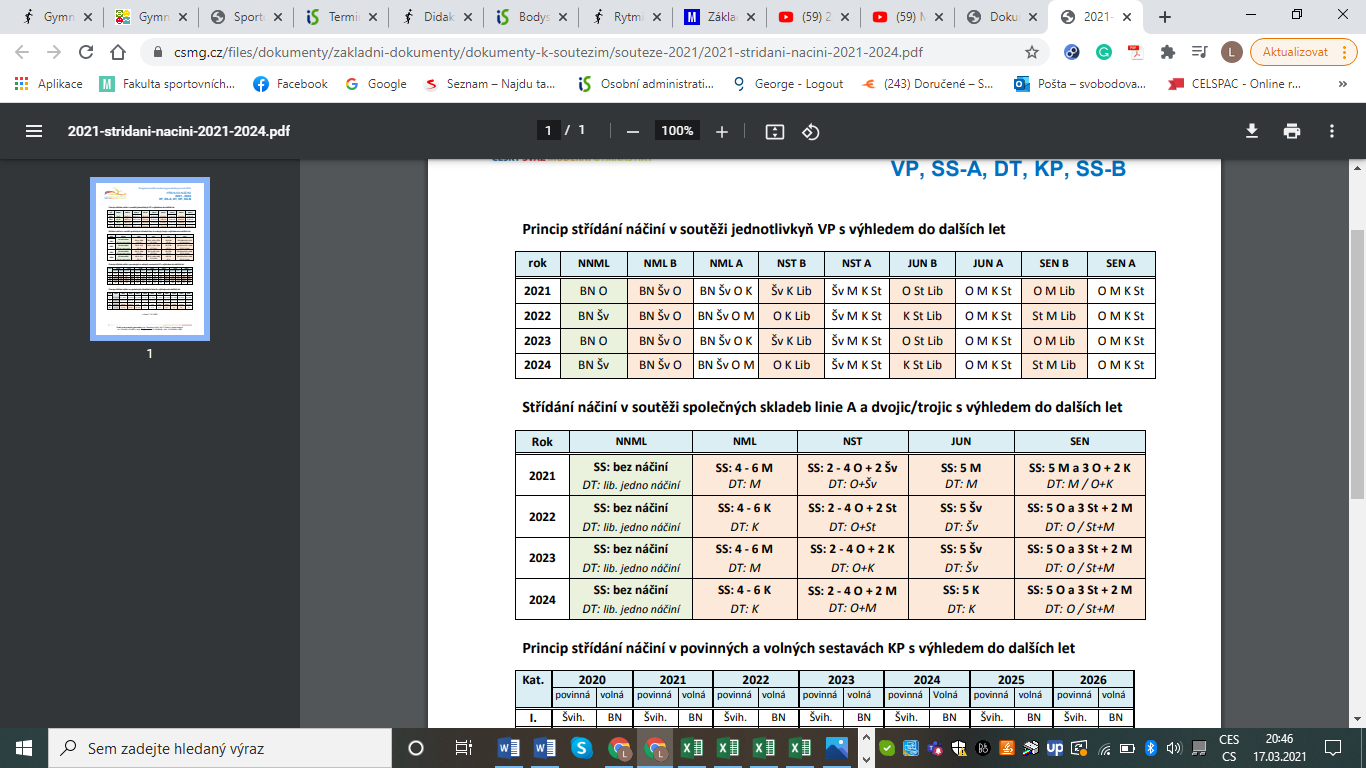 Gymn
Gymn
Sport
Termi
Didak
Bodys
Rytmi
Zákla
(59) 2
(59) M
Doku
2021-
csmg.cz/files/dokumenty/zakladni-dokumenty/dokumenty-k-soutezim/souteze-2021/2021-stridani-nacini-2021-2024.pdf
L Aktualizovat
Aplikace Fakulta sportovních... Facebook Google Seznam – Najdu ta... Osobní administrati... George - Logout (243) Doručené – S... Pošta – svobodova... CELSPAC - Online r... »
2021-stridani-nacini-2021-2024.pdf 1 / 1 100%
1
VP, SS-A, DT, KP, SS-B
Princip střídání náčiní v soutěži jednotlivkyň VP s výhledem do dalších let
rok NNML NML B NML A NST B NST A JUN B JUN A SEN B SEN A
2021 BN O BN Šv O BN Šv O K Šv K Lib Šv M K St O St Lib O M K St O M Lib O M K St
2022 BN Šv BN Šv O BN Šv O M O K Lib Šv M K St K St Lib O M K St St M Lib O M K St
2023 BN O BN Šv O BN Šv O K Šv K Lib Šv M K St O St Lib O M K St O M Lib O M K St
2024 BN Šv BN Šv O BN Šv O M O K Lib Šv M K St K St Lib O M K St St M Lib O M K St
Střídání náčiní v soutěži společných skladeb linie A a dvojic/trojic s výhledem do dalších let
Rok NNML NML NST JUN SEN
2021 SS: bez náčiní SS: 4 - 6 M SS: 2 - 4 O + 2 Šv SS: 5 M SS: 5 M a 3 O + 2 K
DT: lib. jedno náčiní DT: M DT: O+Šv DT: M DT: M / O+K
2022 SS: bez náčiní SS: 4 - 6 K SS: 2 - 4 O + 2 St SS: 5 Šv SS: 5 O a 3 St + 2 M
DT: lib. jedno náčiní DT: K DT: O+St DT: Šv DT: O / St+M
2023 SS: bez náčiní SS: 4 - 6 M SS: 2 - 4 O + 2 K SS: 5 Šv SS: 5 O a 3 St + 2 M
DT: lib. jedno náčiní DT: M DT: O+K DT: Šv DT: O / St+M
2024 SS: bez náčiní SS: 4 - 6 K SS: 2 - 4 O + 2 M SS: 5 K SS: 5 O a 3 St + 2 M
DT: lib. jedno náčiní DT: K DT: O+M DT: K DT: O / St+M
Princip střídání náčiní v povinných a volných sestavách KP s výhledem do dalších let
Kat. 2020 2021 2022 2023 2024 2025 2026
povinná volná povinná volná povinná volná povinná volná povinná Volná povinná volná povinná volná
I. Švih. BN Švih. BN Švih. BN Švih. BN Švih. BN Švih. BN Švih. BN
Sem zadejte hledaný výraz
CES
CS
20:46
17.03.2021